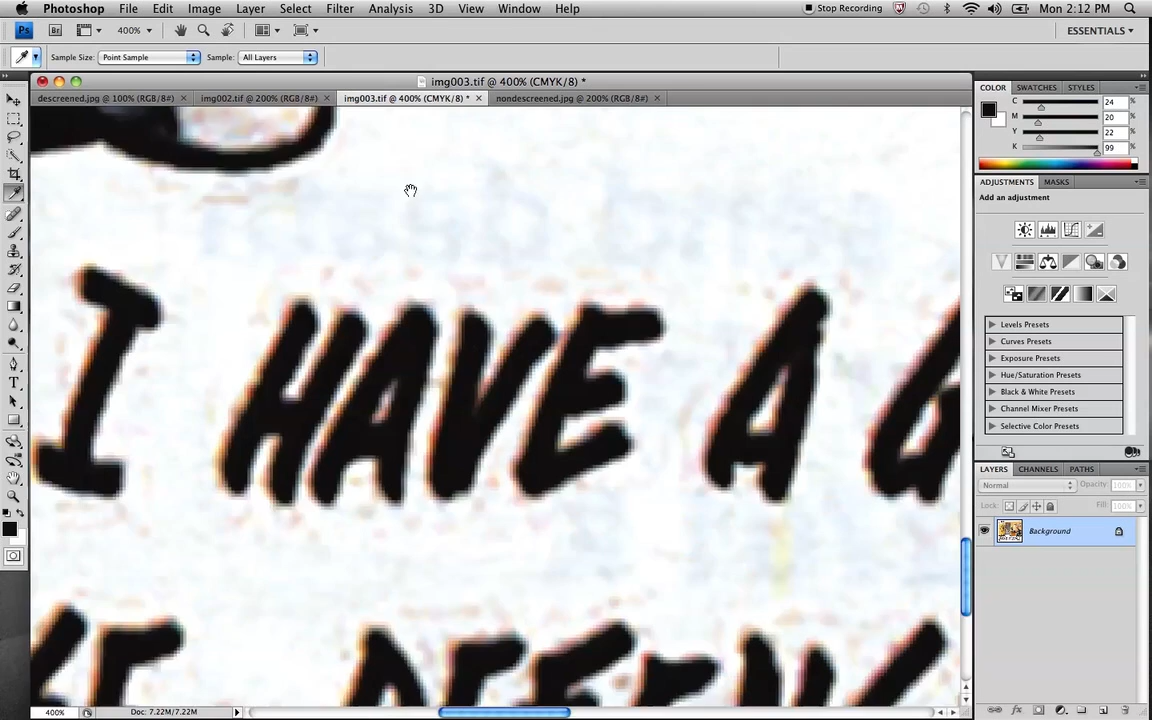 Photoshop File Edit Image Layer Select Filter Analysis 3D View Window Help Stop Recording Mon 2:12 PM
Ps Br 400% ESSENTIALS
Sample Size: Point Sample Sample: All Layers
img003.tif @ 400% (CMYK/8) *
descreened.jpg @ 100% (RGB/8#) img002.tif @ 200% (RGB/8#) img003.tif @ 400% (CMYK/8) * nondescreened.jpg @ 200% (RGB/8#)
I HAVE A
COLOR SWATCHES STYLES
C 24 %
M 20 %
Y 22 %
K 99 %
ADJUSTMENTS MASKS
Add an adjustment
Levels Presets
Curves Presets
Exposure Presets
Hue/Saturation Presets
Black & White Presets
Channel Mixer Presets
Selective Color Presets
LAYERS CHANNELS PATHS
Normal Opacity: 100%
Lock: Fill: 100%
Background
400% Doc: 7.22M/7.22M